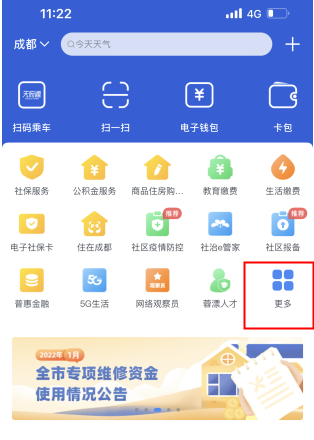 11:22
4G
成都
今天天气
天府通
扫码乘车
扫一扫
电子钱包
卡包
社保服务
公积金服务
商品住房购...
教育缴费
生活缴费
推荐
推荐
电子社保卡
住在成都
社区疫情防控
社治e管家
社区报备
5G
观察员
普惠金融
5G生活
网络观察员
蓉漂人才
更多
2022年 1月
全市专项维修资金
使用情况公告